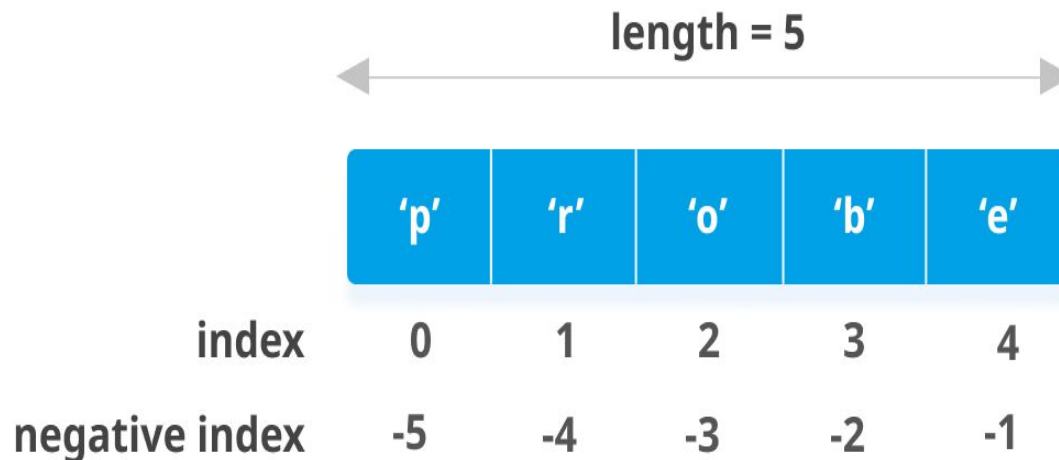 length = 5
‘p’ ‘r’ ‘o’ ‘b’ ‘e’
index 0 1 2 3 4
negative index -5 -4 -3 -2 -1